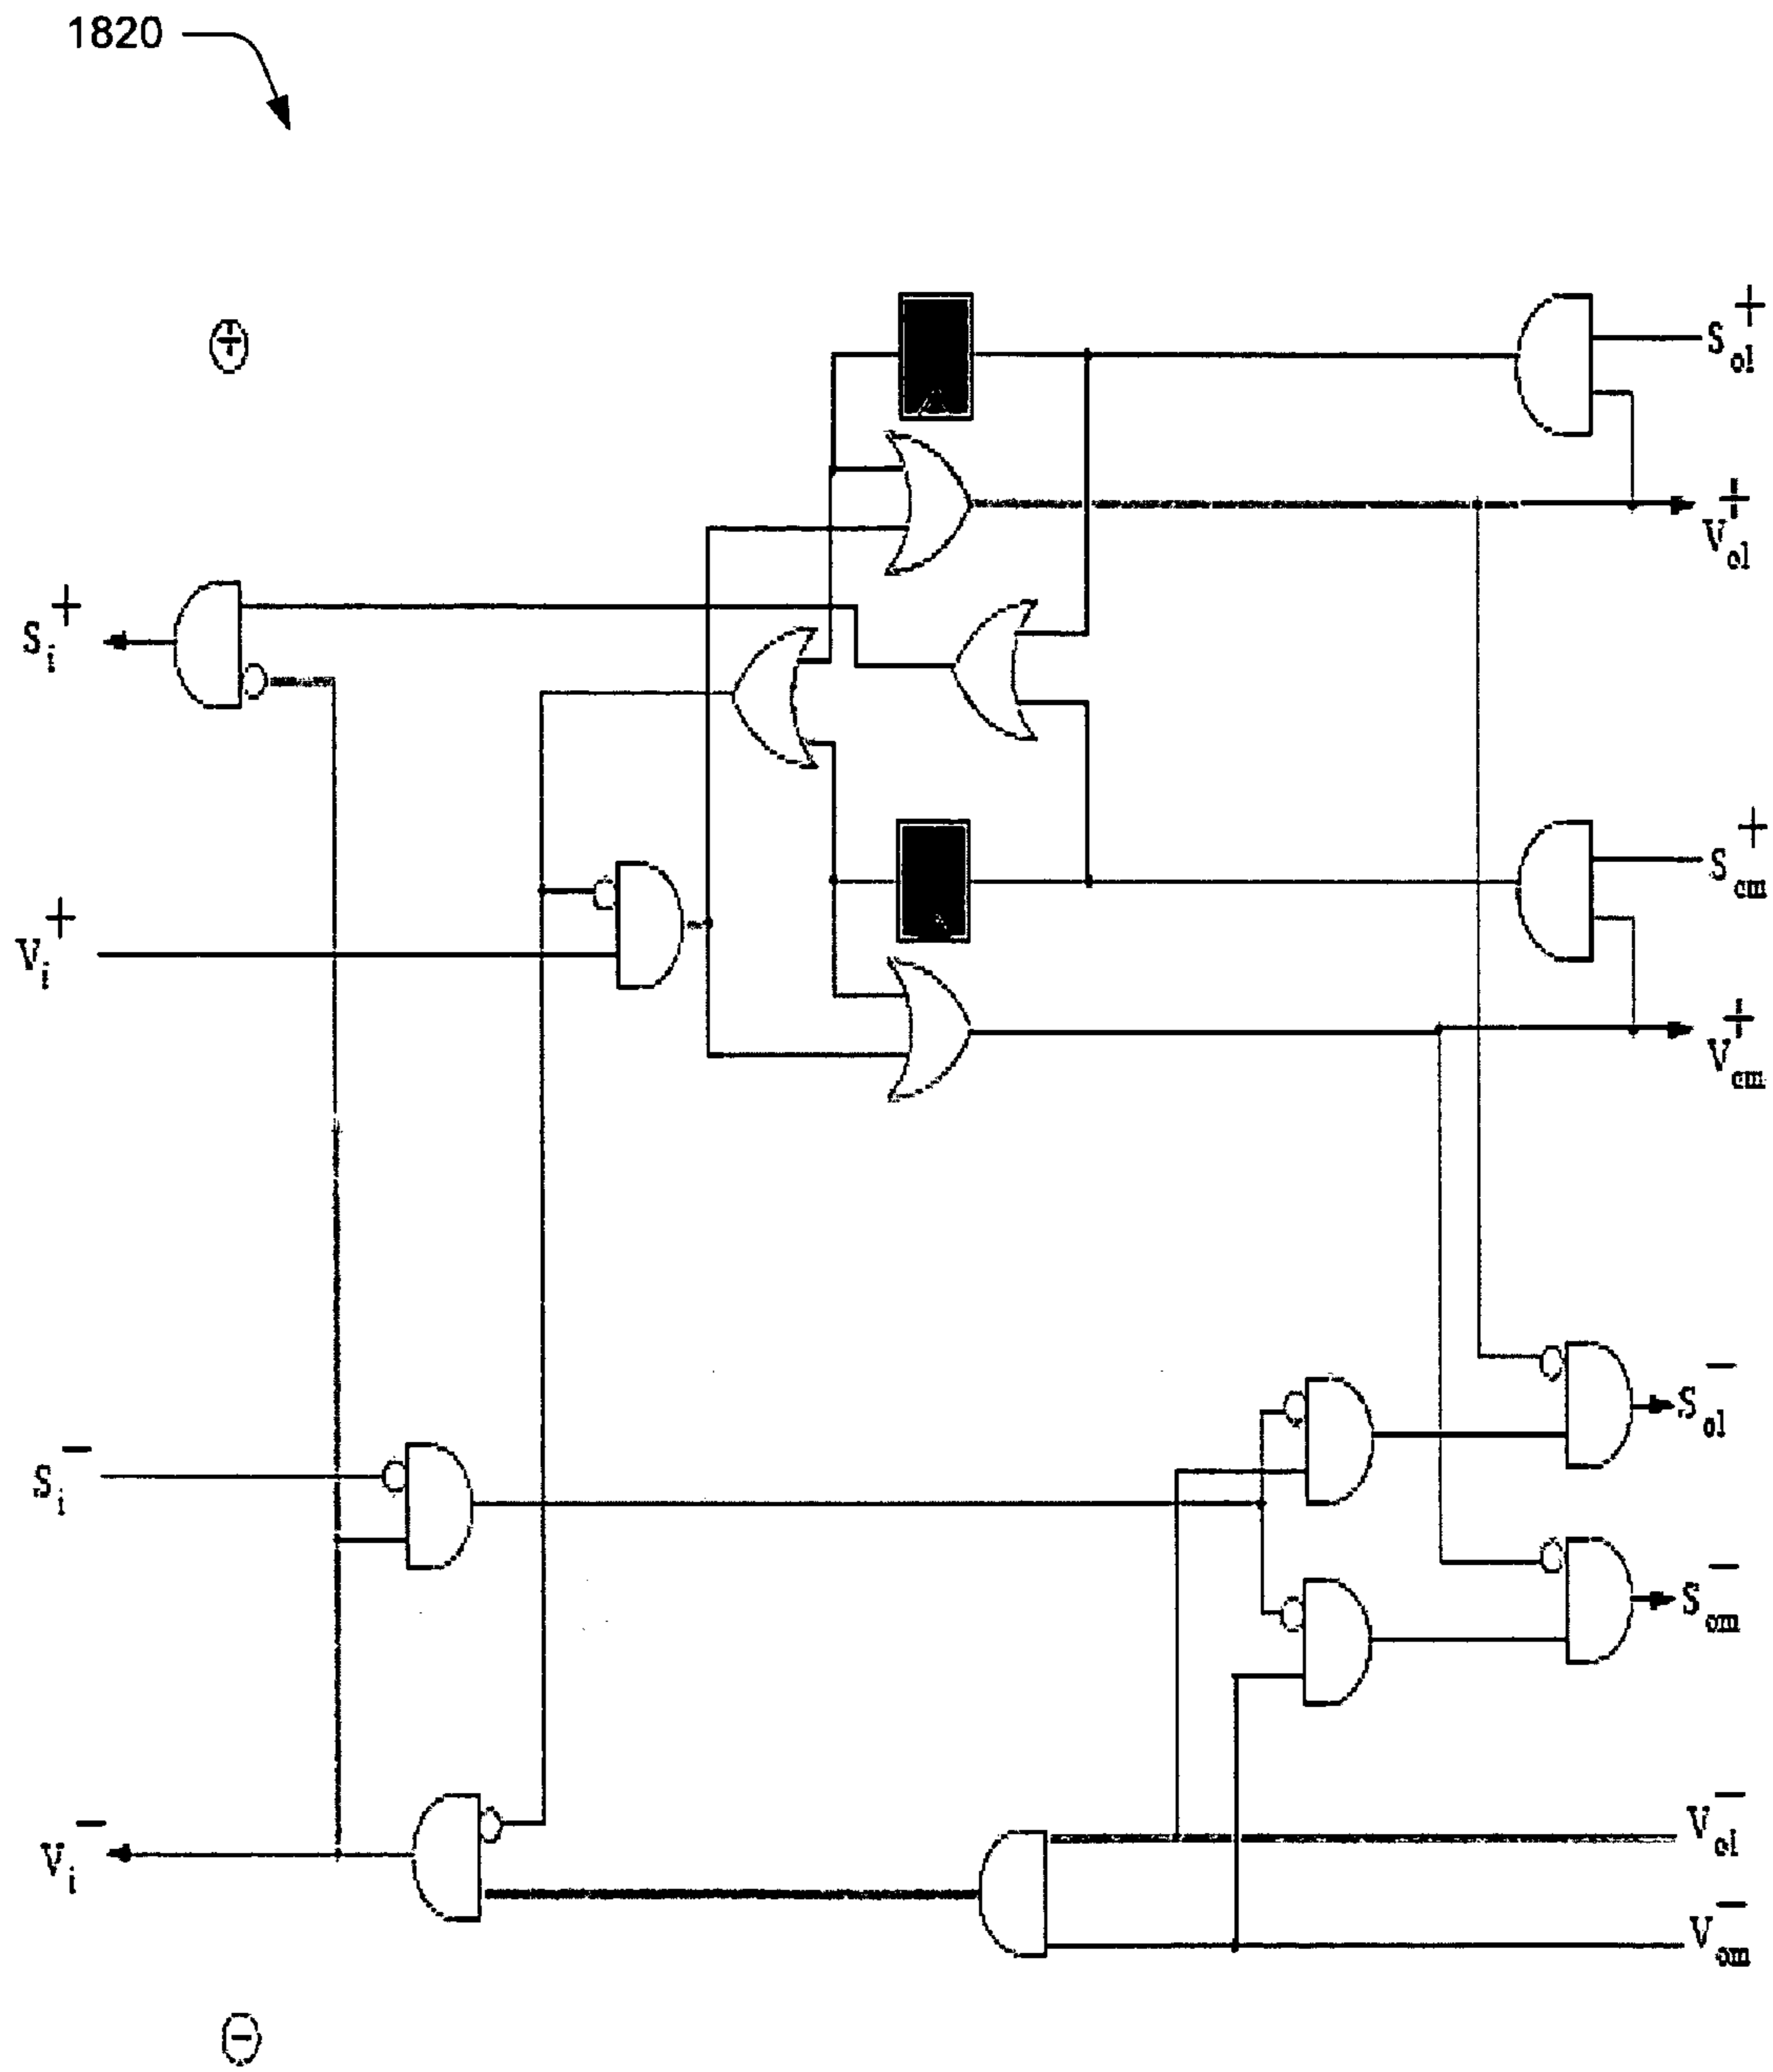 1820
+
S_ol^+
V_ol^+
S_i^+
S_om^+
V_i^+
V_om^+
S_ol^-
S_i^-
S_om^-
V_ol^-
V_i^-
V_om^-
-